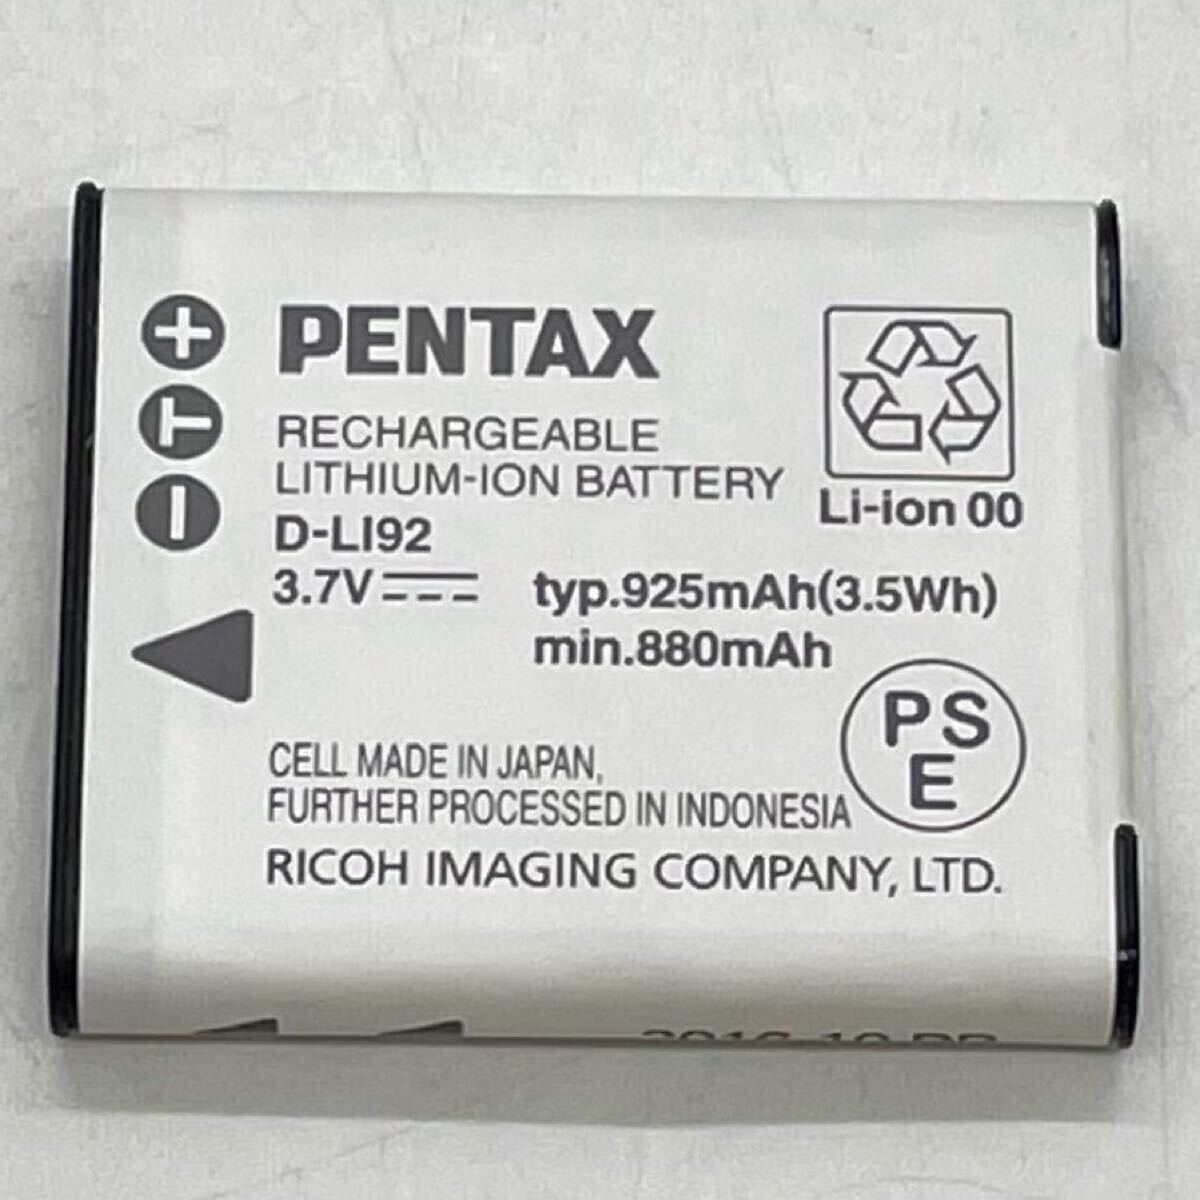 PENTAX
RECHARGEABLE
LITHIUM-ION BATTERY
D-LI92
3.7V
typ.925mAh(3.5Wh)
min.880mAh
Li-ion 00
T
CELL MADE IN JAPAN,
FURTHER PROCESSED IN INDONESIA
PS
E
RICOH IMAGING COMPANY, LTD.